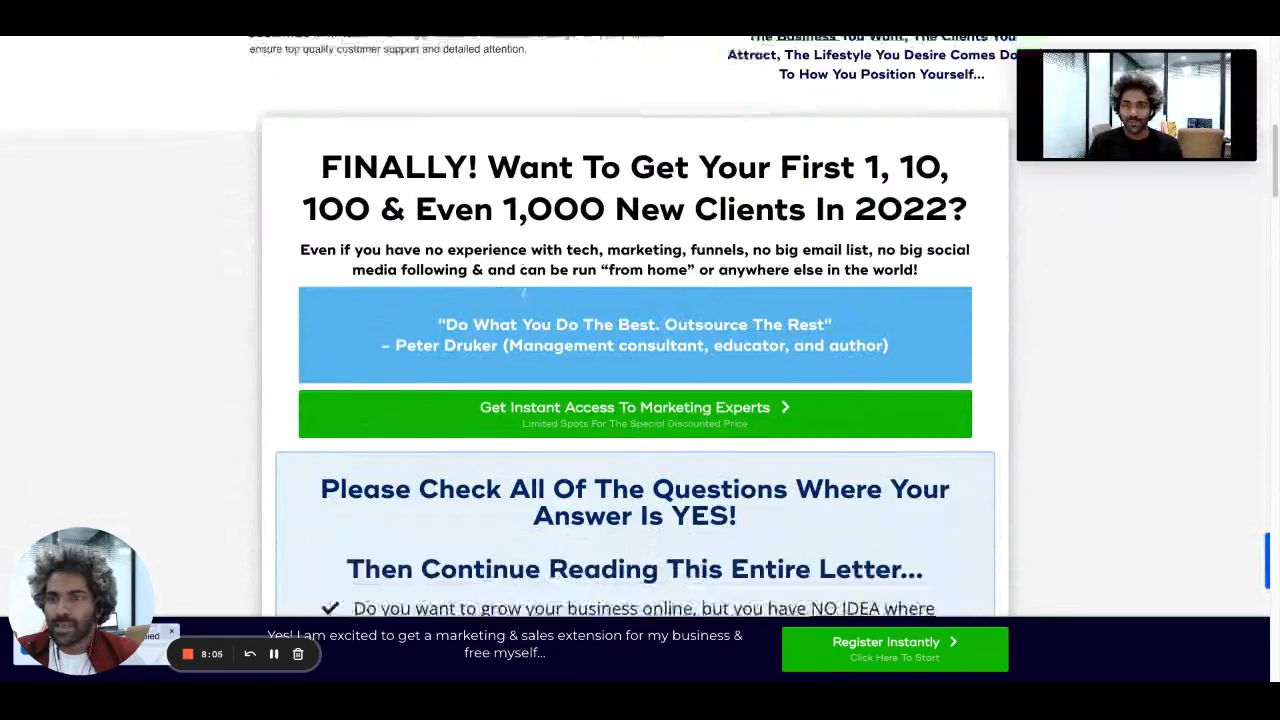 ensure top quality customer support and detailed attention.
The Business You Want, The Clients You
Attract, The Lifestyle You Desire Comes Do
To How You Position Yourself...
FINALLY! Want To Get Your First 1, 10,
100 & Even 1,000 New Clients In 2022?
Even if you have no experience with tech, marketing, funnels, no big email list, no big social
media following & and can be run “from home” or anywhere else in the world!
"Do What You Do The Best. Outsource The Rest"
- Peter Druker (Management consultant, educator, and author)
Get Instant Access To Marketing Experts
Limited Spots For The Special Discounted Price
Please Check All Of The Questions Where Your
Answer Is YES!
Then Continue Reading This Entire Letter...
Do you want to grow your business online, but you have NO IDEA where
Yes! I am excited to get a marketing & sales extension for my business &
free myself...
Register Instantly
Click Here To Start
8:05